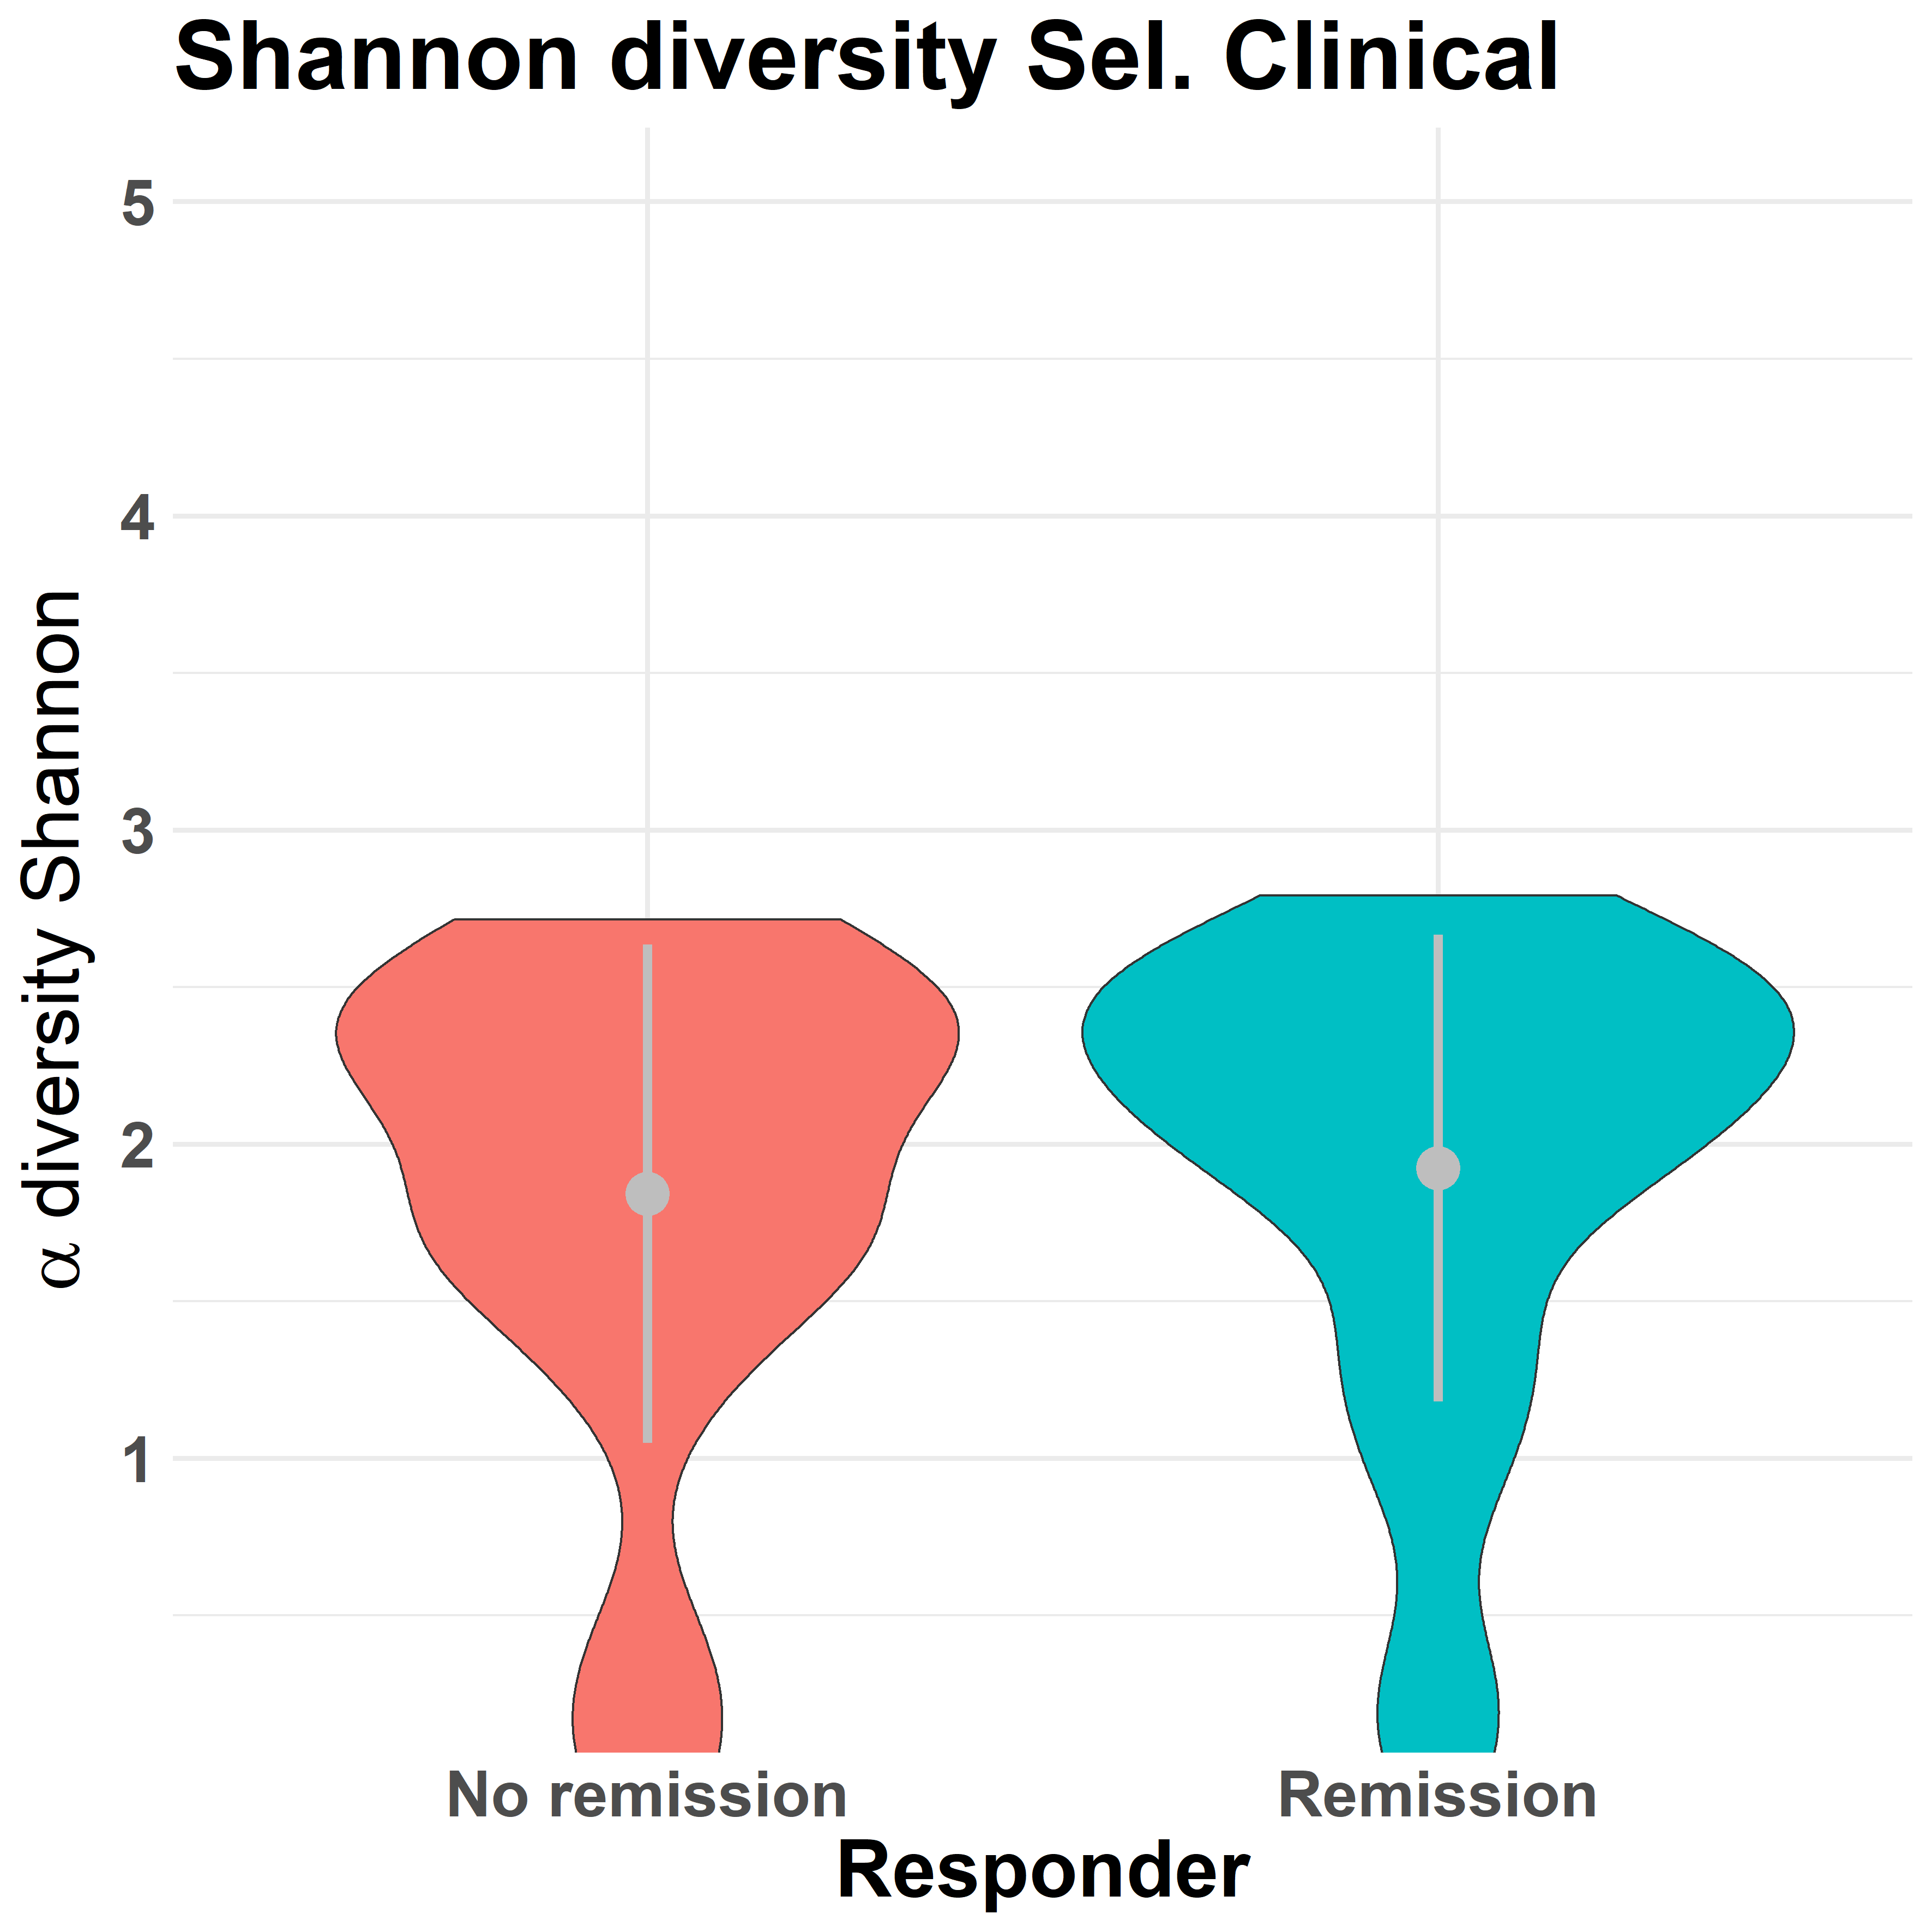 Shannon diversity Sel. Clinical
α diversity Shannon
5
4
3
2
1
No remission
Remission
Responder